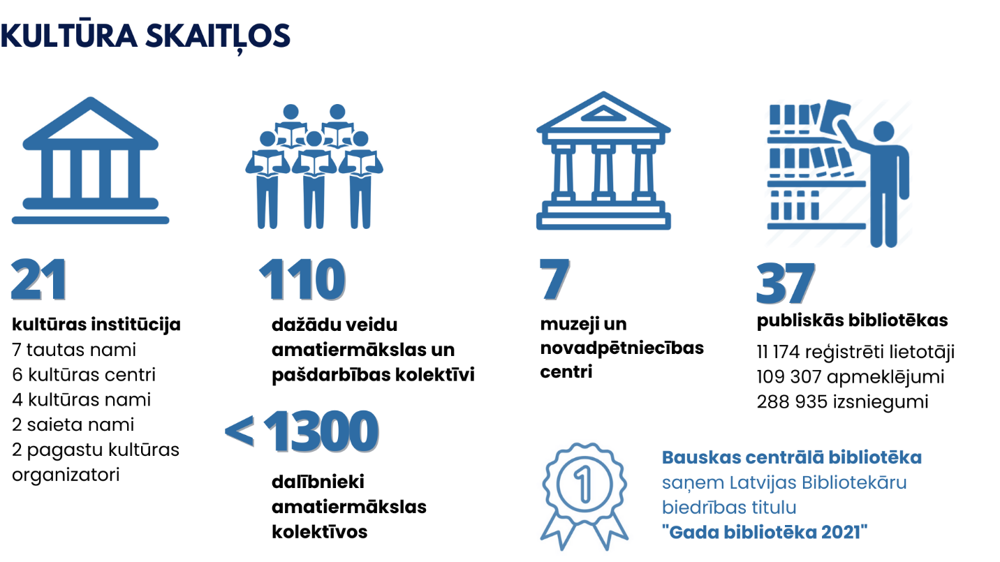 KULTŪRA SKAITĻOS
21
kultūras institūcija
7 tautas nami
6 kultūras centri
4 kultūras nami
2 saieta nami
2 pagastu kultūras
organizatori
110
dažādu veidu
amatiermākslas un
pašdarbības kolektīvi
< 1300
dalībnieki
amatiermākslas
kolektīvos
7
muzeji un
novadpētniecības
centri
37
publiskās bibliotēkas
11 174 reģistrēti lietotāji
109 307 apmeklējumi
288 935 izsniegumi
1
Bauskas centrālā bibliotēka
saņem Latvijas Bibliotekāru
biedrības titulu
"Gada bibliotēka 2021"